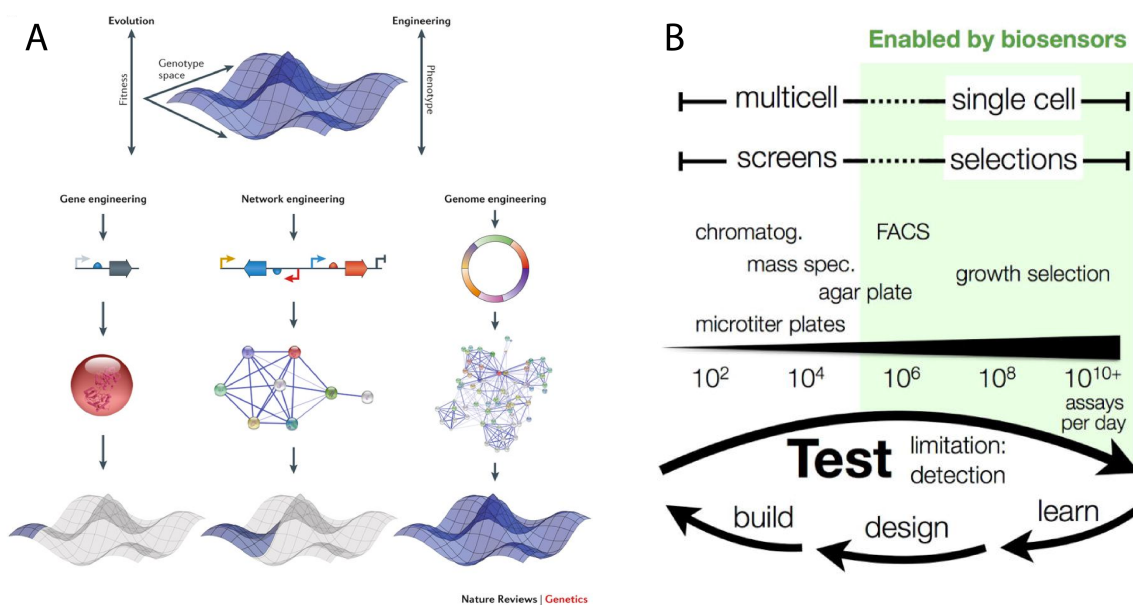 A
Evolution
Engineering
Genotype
space
Fitness
Phenotype
Gene engineering
Network engineering
Genome engineering
Nature Reviews | Genetics
B
Enabled by biosensors
multicell
single cell
screens
selections
chromatog.
FACS
mass spec.
growth selection
agar plate
microtiter plates
10² 10⁴ 10⁶ 10⁸ 10¹⁰⁺
assays
per day
Test
limitation:
detection
build
design
learn